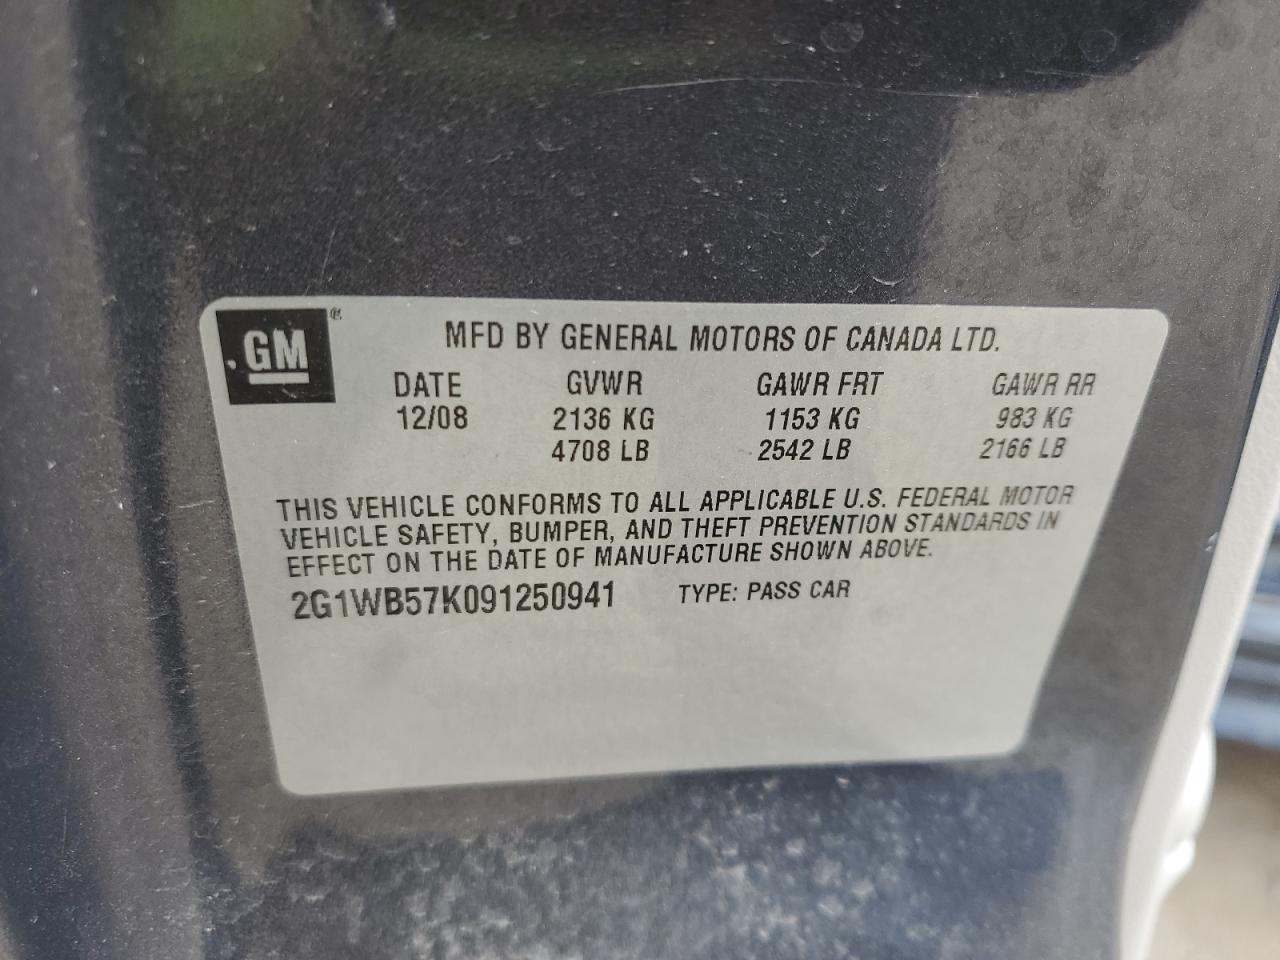 GM®
MFD BY GENERAL MOTORS OF CANADA LTD.
DATE GVWR GAWR FRT GAWR RR
12/08 2136 KG 1153 KG 983 KG
4708 LB 2542 LB 2166 LB
THIS VEHICLE CONFORMS TO ALL APPLICABLE U.S. FEDERAL MOTOR
VEHICLE SAFETY, BUMPER, AND THEFT PREVENTION STANDARDS IN
EFFECT ON THE DATE OF MANUFACTURE SHOWN ABOVE.
2G1WB57K091250941 TYPE: PASS CAR